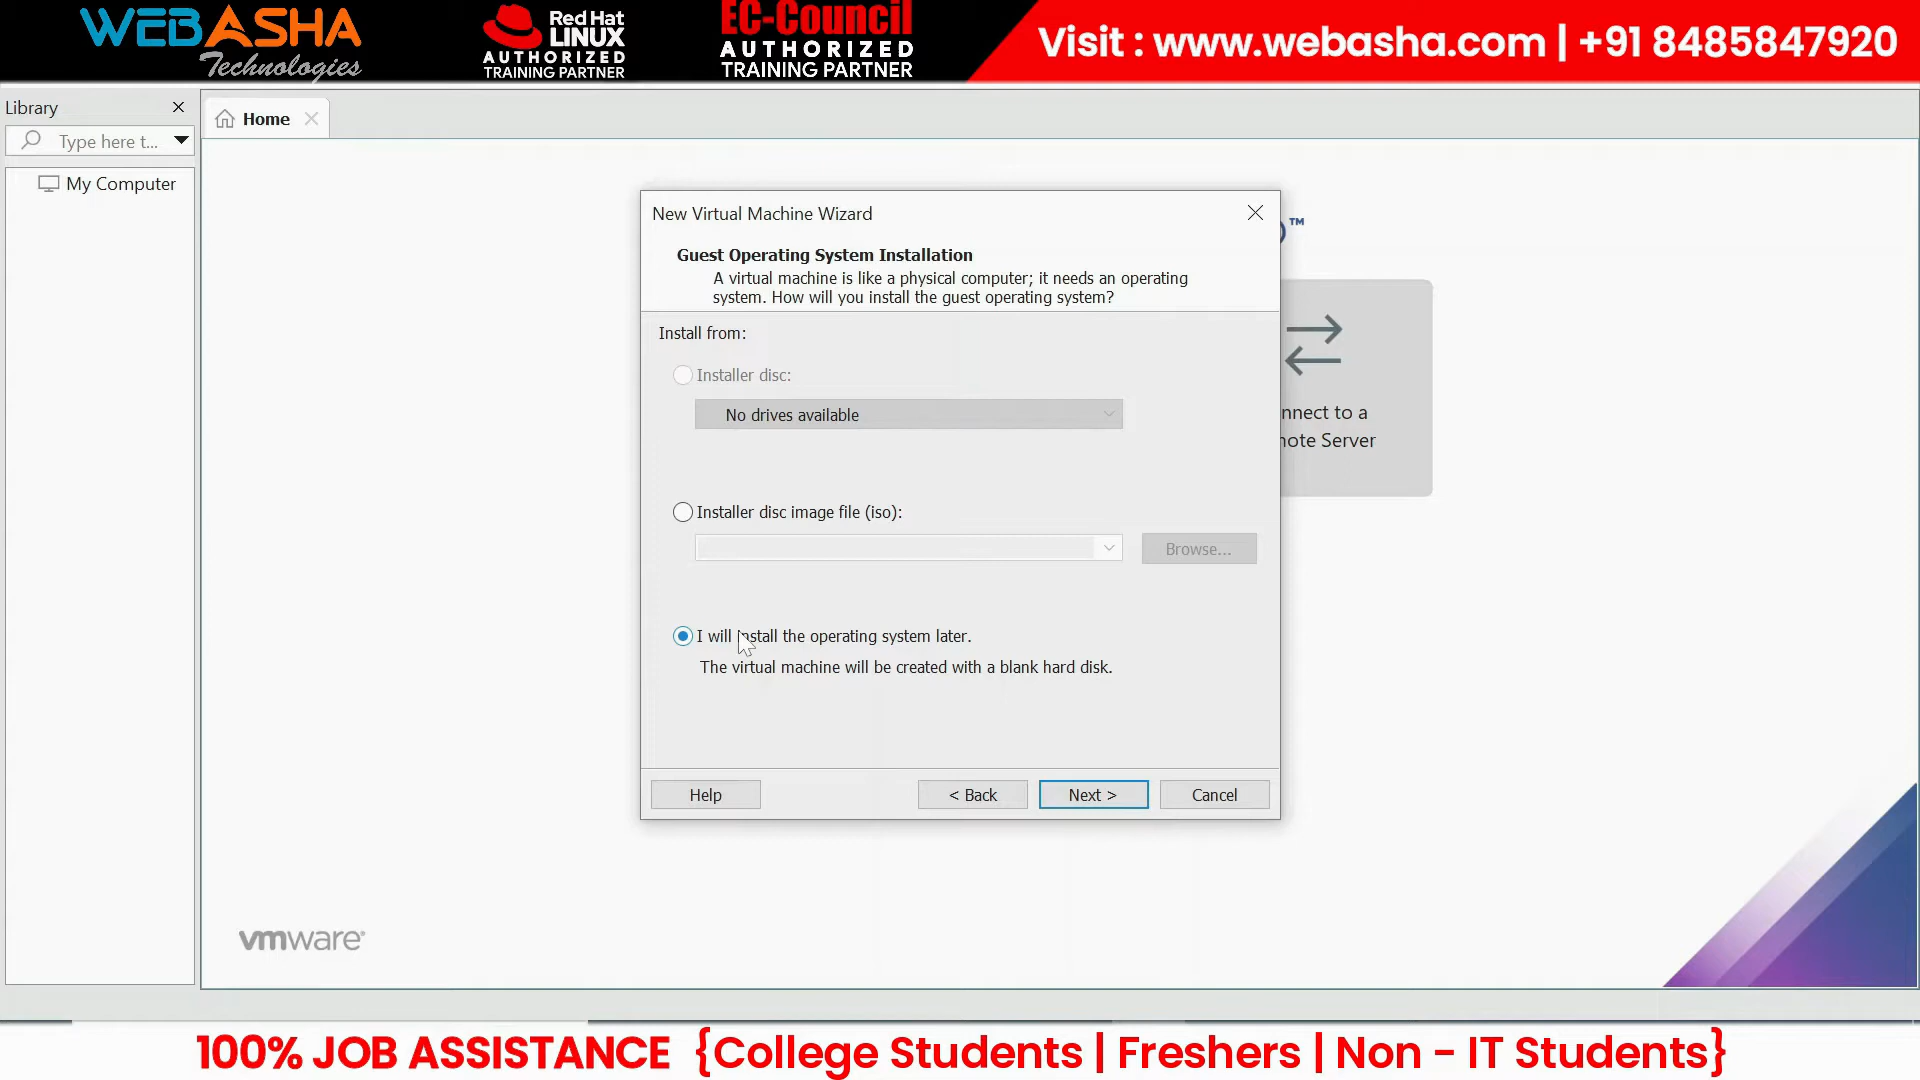 WEBASHA
Technologies
Red Hat
LINUX
AUTHORIZED
TRAINING PARTNER
EC-Council
AUTHORIZED
TRAINING PARTNER
Visit : www.webasha.com | +91 8485847920
Library
Type here t...
My Computer
Home
New Virtual Machine Wizard
Guest Operating System Installation
A virtual machine is like a physical computer; it needs an operating
system. How will you install the guest operating system?
Install from:
Installer disc:
No drives available
Installer disc image file (iso):
Browse...
I will install the operating system later.
The virtual machine will be created with a blank hard disk.
Help
< Back
Next >
Cancel
TM
nnect to a
note Server
vmware
100% JOB ASSISTANCE {College Students | Freshers | Non - IT Students}